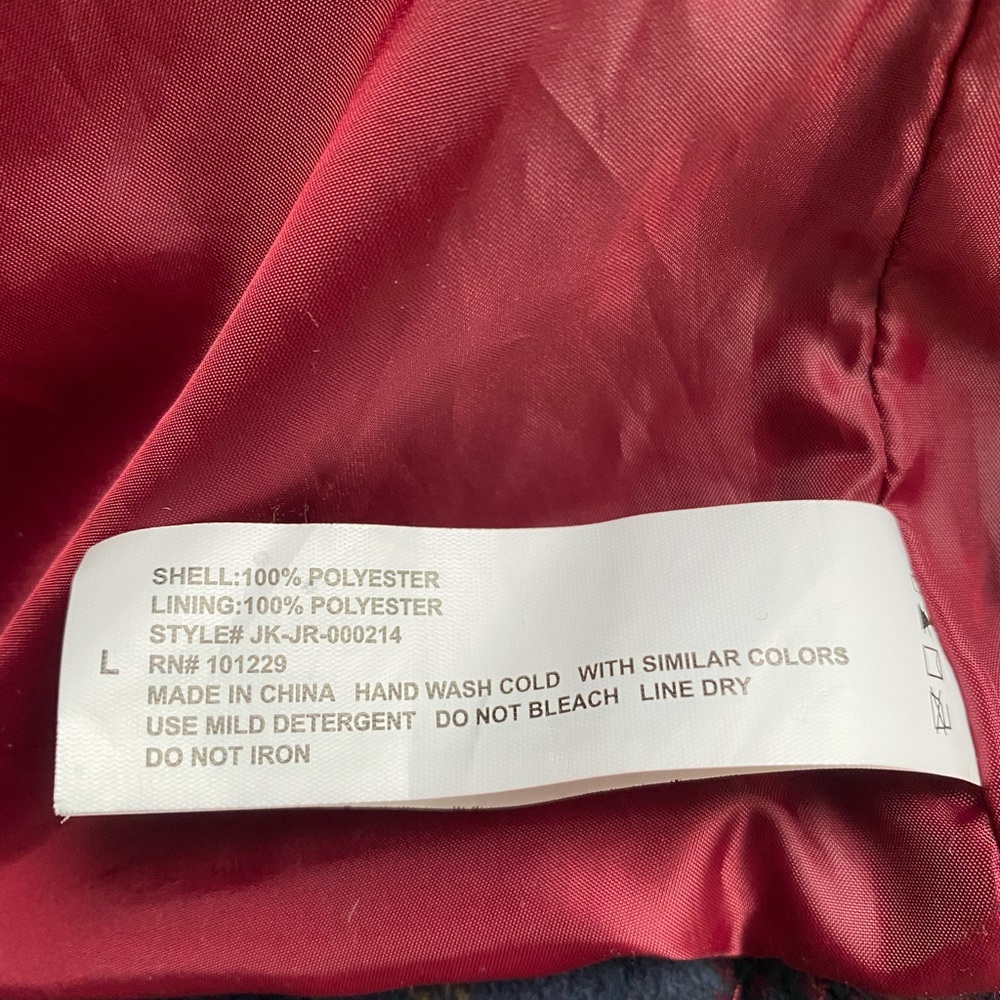 SHELL:100% POLYESTER
LINING:100% POLYESTER
STYLE# JK-JR-000214
L RN# 101229
MADE IN CHINA HAND WASH COLD WITH SIMILAR COLORS
USE MILD DETERGENT DO NOT BLEACH LINE DRY
DO NOT IRON